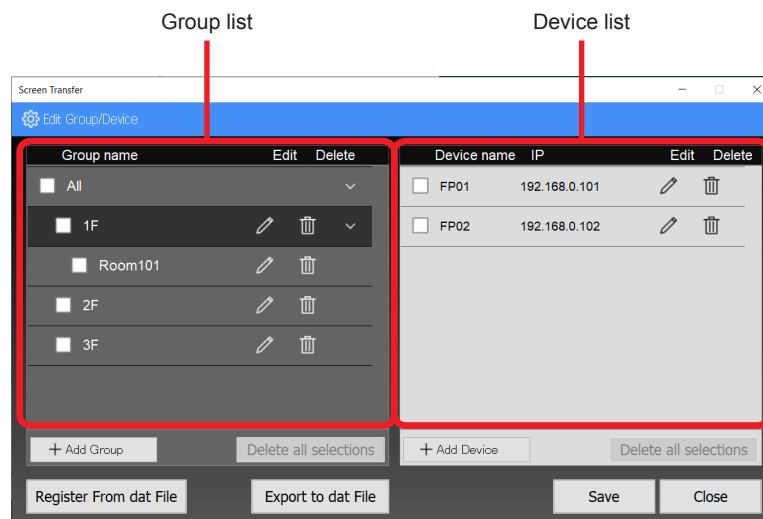 Group list Device list
Screen Transfer
Edit Group/Device
Group name Edit Delete Device name IP Edit Delete
All FP01 192.168.0.101
1F FP02 192.168.0.102
Room101
2F
3F
+ Add Group Delete all selections + Add Device Delete all selections
Register From dat File Export to dat File Save Close